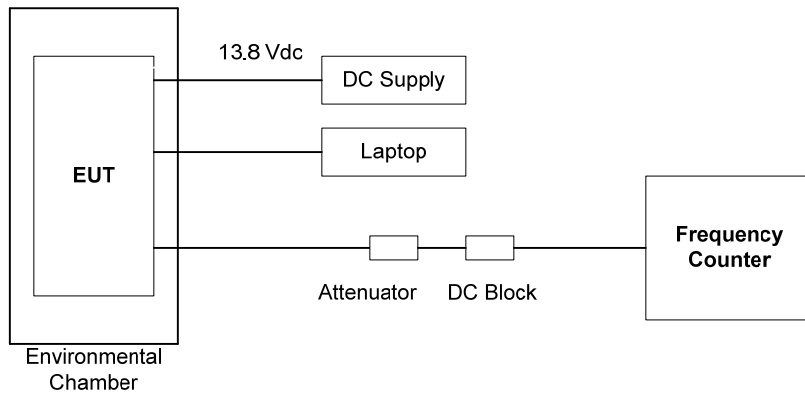 13.8 Vdc
DC Supply
Laptop
EUT
Frequency
Counter
Attenuator
DC Block
Environmental
Chamber